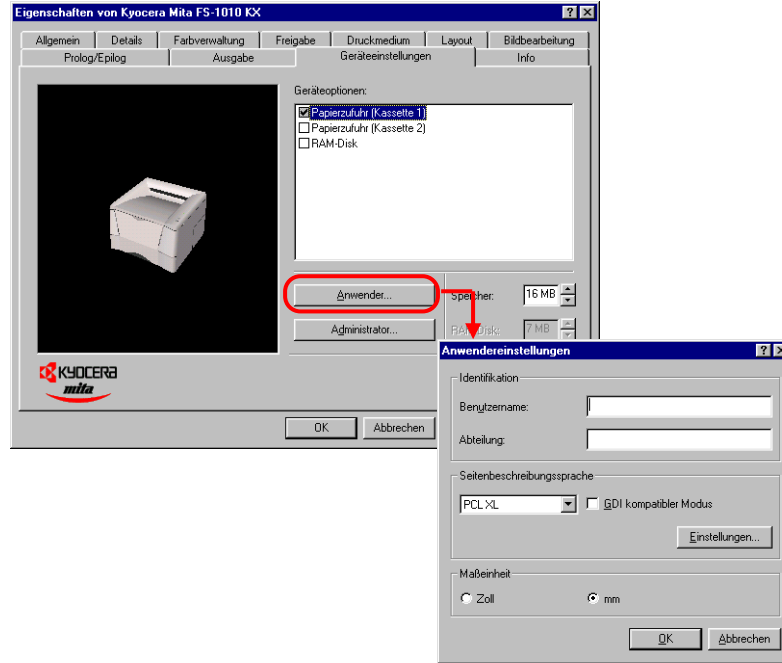 Eigenschaften von Kyocera Mita FS-1010 KX
Allgemein Details Farbverwaltung Freigabe Druckmedium Layout Bildbearbeitung
Prolog/Epilog Ausgabe Geräteeinstellungen Info
Geräteoptionen:
Papierzufuhr (Kassette 1)
Papierzufuhr (Kassette 2)
RAM-Disk
Anwender... Speicher: 16 MB
Administrator... RAM-Disk: 7 MB
KYOCERA
mita
OK Abbrechen
Anwendereinstellungen
Identifikation
Benutzername:
Abteilung:
Seitenbeschreibungssprache
PCL XL GDI kompatibler Modus
Einstellungen...
Maßeinheit
Zoll mm
OK Abbrechen